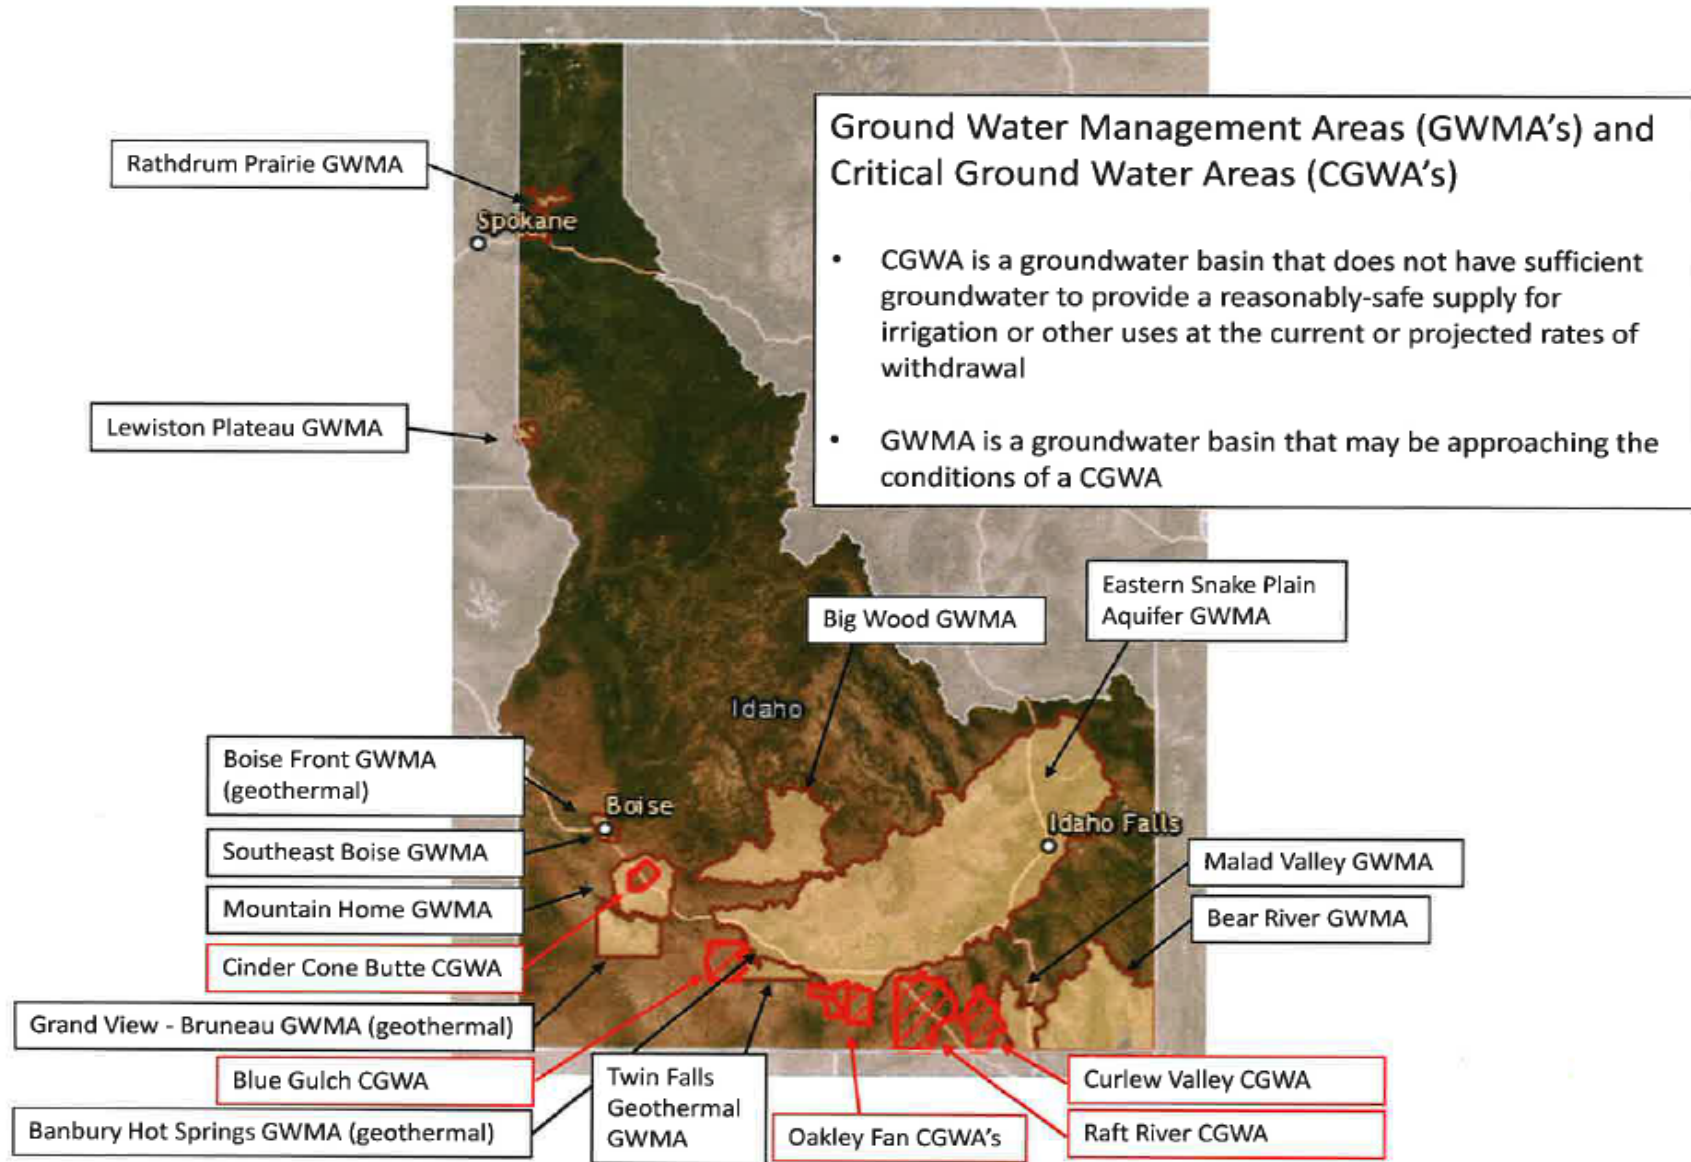 Ground Water Management Areas (GWMA's) and
Critical Ground Water Areas (CGWA's)
• CGWA is a groundwater basin that does not have sufficient
groundwater to provide a reasonably-safe supply for
irrigation or other uses at the current or projected rates of
withdrawal
• GWMA is a groundwater basin that may be approaching the
conditions of a CGWA
Rathdrum Prairie GWMA
Spokane
Lewiston Plateau GWMA
Eastern Snake Plain
Aquifer GWMA
Big Wood GWMA
Idaho
Boise Front GWMA
(geothermal)
Boise
Idaho Falls
Southeast Boise GWMA
Malad Valley GWMA
Mountain Home GWMA
Bear River GWMA
Cinder Cone Butte CGWA
Grand View - Bruneau GWMA (geothermal)
Blue Gulch CGWA
Twin Falls
Geothermal
GWMA
Curlew Valley CGWA
Banbury Hot Springs GWMA (geothermal)
Oakley Fan CGWA's
Raft River CGWA